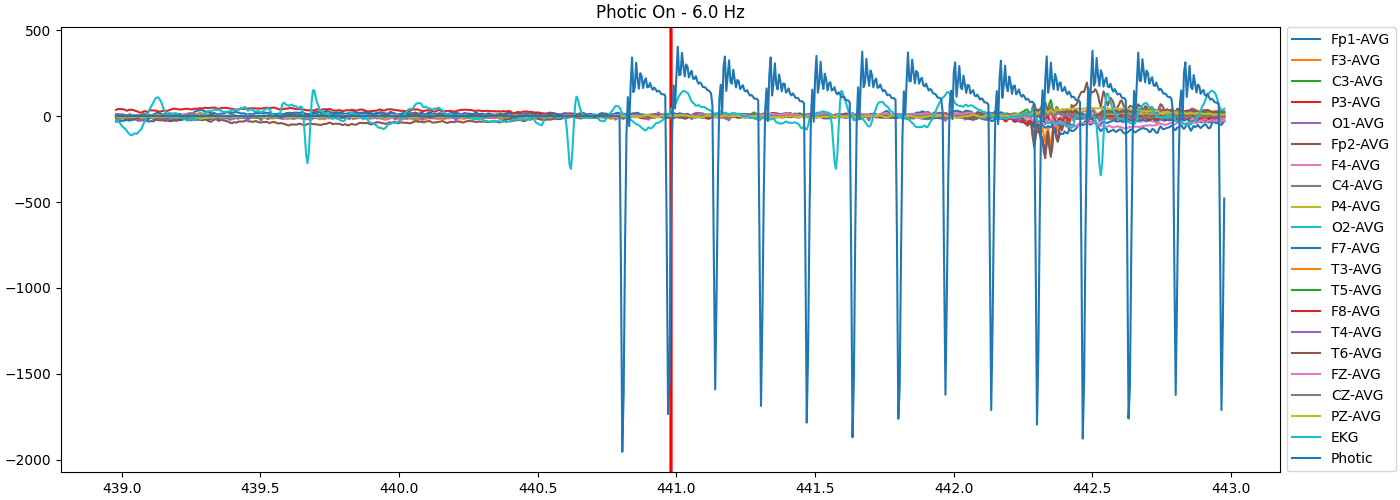 Photic On - 6.0 Hz
500
0
−500
−1000
−1500
−2000
439.0 439.5 440.0 440.5 441.0 441.5 442.0 442.5 443.0
Fp1-AVG
F3-AVG
C3-AVG
P3-AVG
O1-AVG
Fp2-AVG
F4-AVG
C4-AVG
P4-AVG
O2-AVG
F7-AVG
T3-AVG
T5-AVG
F8-AVG
T4-AVG
T6-AVG
FZ-AVG
CZ-AVG
PZ-AVG
EKG
Photic